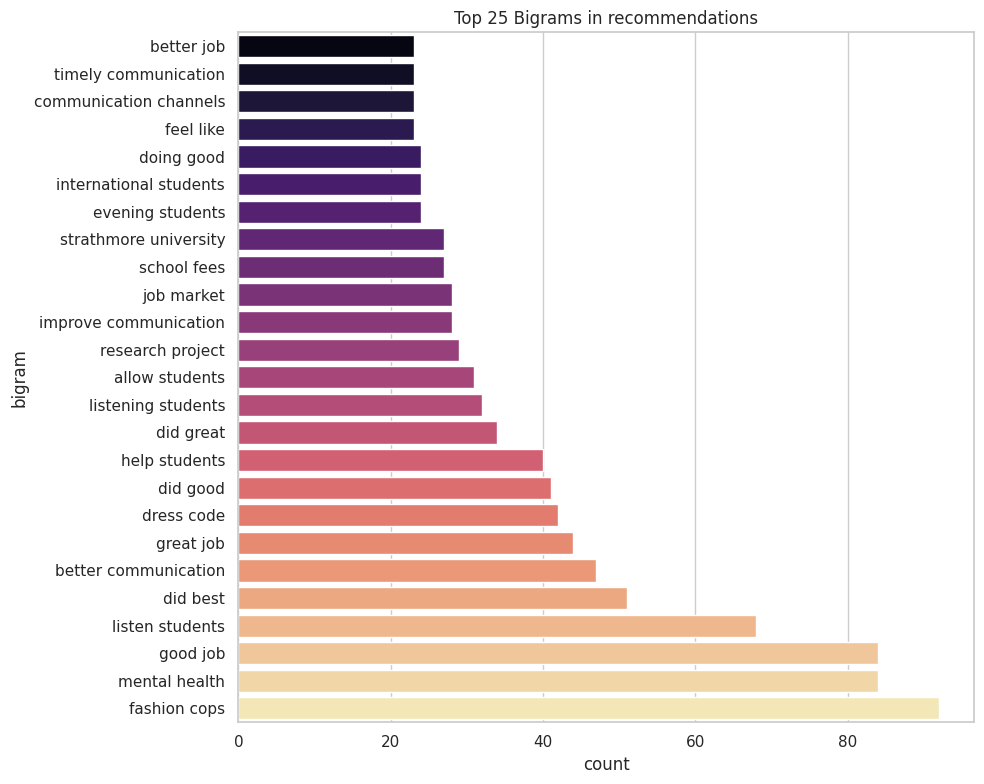 Top 25 Bigrams in recommendations
better job
timely communication
communication channels
feel like
doing good
international students
evening students
strathmore university
school fees
job market
improve communication
research project
allow students
listening students
did great
help students
did good
dress code
great job
better communication
did best
listen students
good job
mental health
fashion cops
bigram
0 20 40 60 80
count